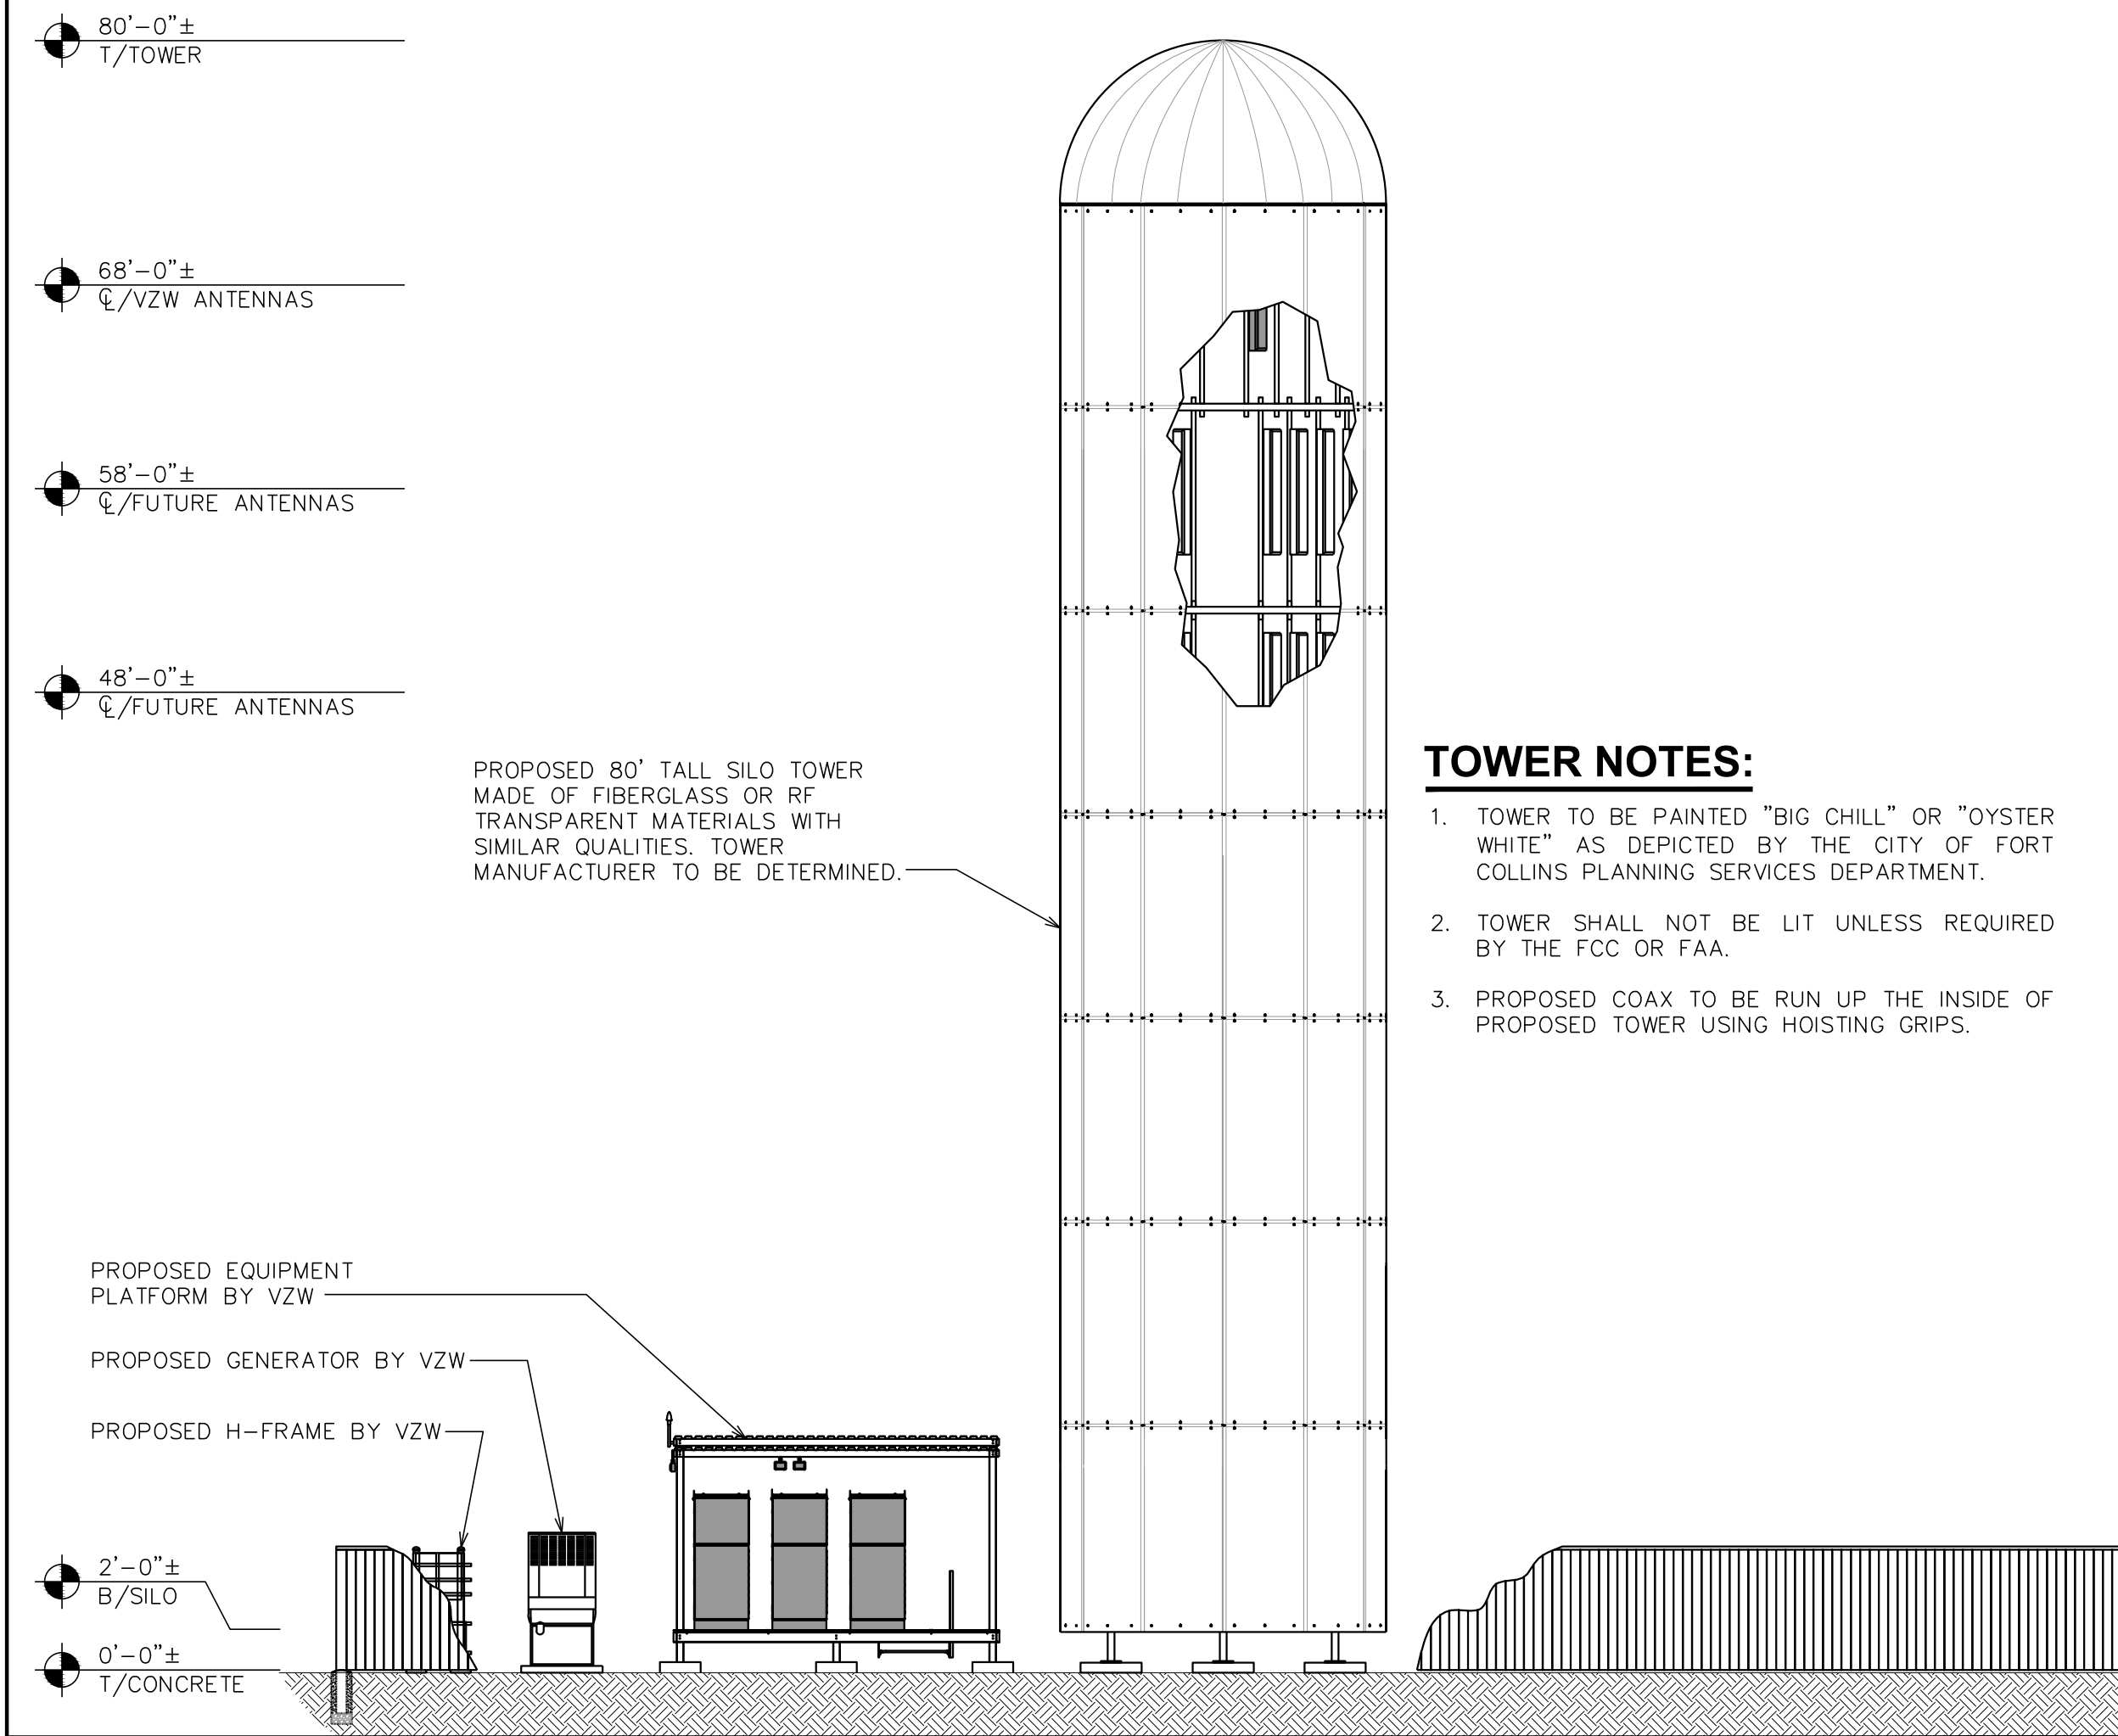 80'-0"±
T/TOWER
68'-0"±
℄/VZW ANTENNAS
58'-0"±
℄/FUTURE ANTENNAS
48'-0"±
℄/FUTURE ANTENNAS
PROPOSED 80' TALL SILO TOWER
MADE OF FIBERGLASS OR RF
TRANSPARENT MATERIALS WITH
SIMILAR QUALITIES. TOWER
MANUFACTURER TO BE DETERMINED.
TOWER NOTES:
1. TOWER TO BE PAINTED "BIG CHILL" OR "OYSTER
WHITE" AS DEPICTED BY THE CITY OF FORT
COLLINS PLANNING SERVICES DEPARTMENT.
2. TOWER SHALL NOT BE LIT UNLESS REQUIRED
BY THE FCC OR FAA.
3. PROPOSED COAX TO BE RUN UP THE INSIDE OF
PROPOSED TOWER USING HOISTING GRIPS.
PROPOSED EQUIPMENT
PLATFORM BY VZW
PROPOSED GENERATOR BY VZW
PROPOSED H-FRAME BY VZW
2'-0"±
B/SILO
0'-0"±
T/CONCRETE